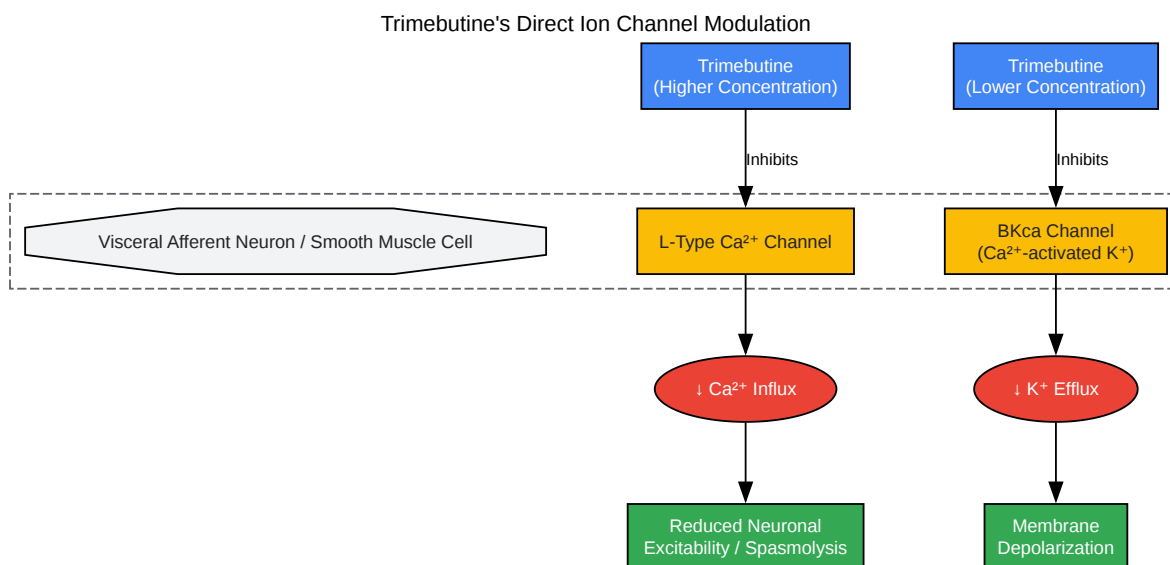 Trimebutine's Direct Ion Channel Modulation
Trimebutine
(Higher Concentration)
Trimebutine
(Lower Concentration)
Inhibits
Inhibits
Visceral Afferent Neuron / Smooth Muscle Cell
L-Type Ca²⁺ Channel
BKca Channel
(Ca²⁺-activated K⁺)
↓ Ca²⁺ Influx
↓ K⁺ Efflux
Reduced Neuronal
Excitability / Spasmolysis
Membrane
Depolarization